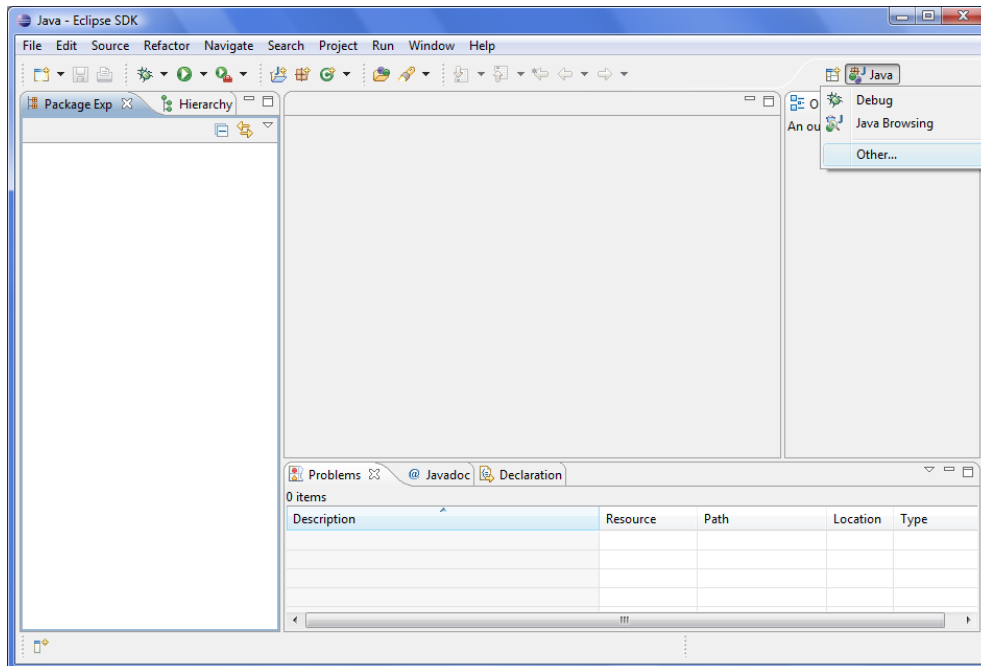 Java - Eclipse SDK
File Edit Source Refactor Navigate Search Project Run Window Help
Java
Package Exp Hierarchy
O
Debug
An ou
Java Browsing
Other...
Problems @ Javadoc Declaration
0 items
Description Resource Path Location Type